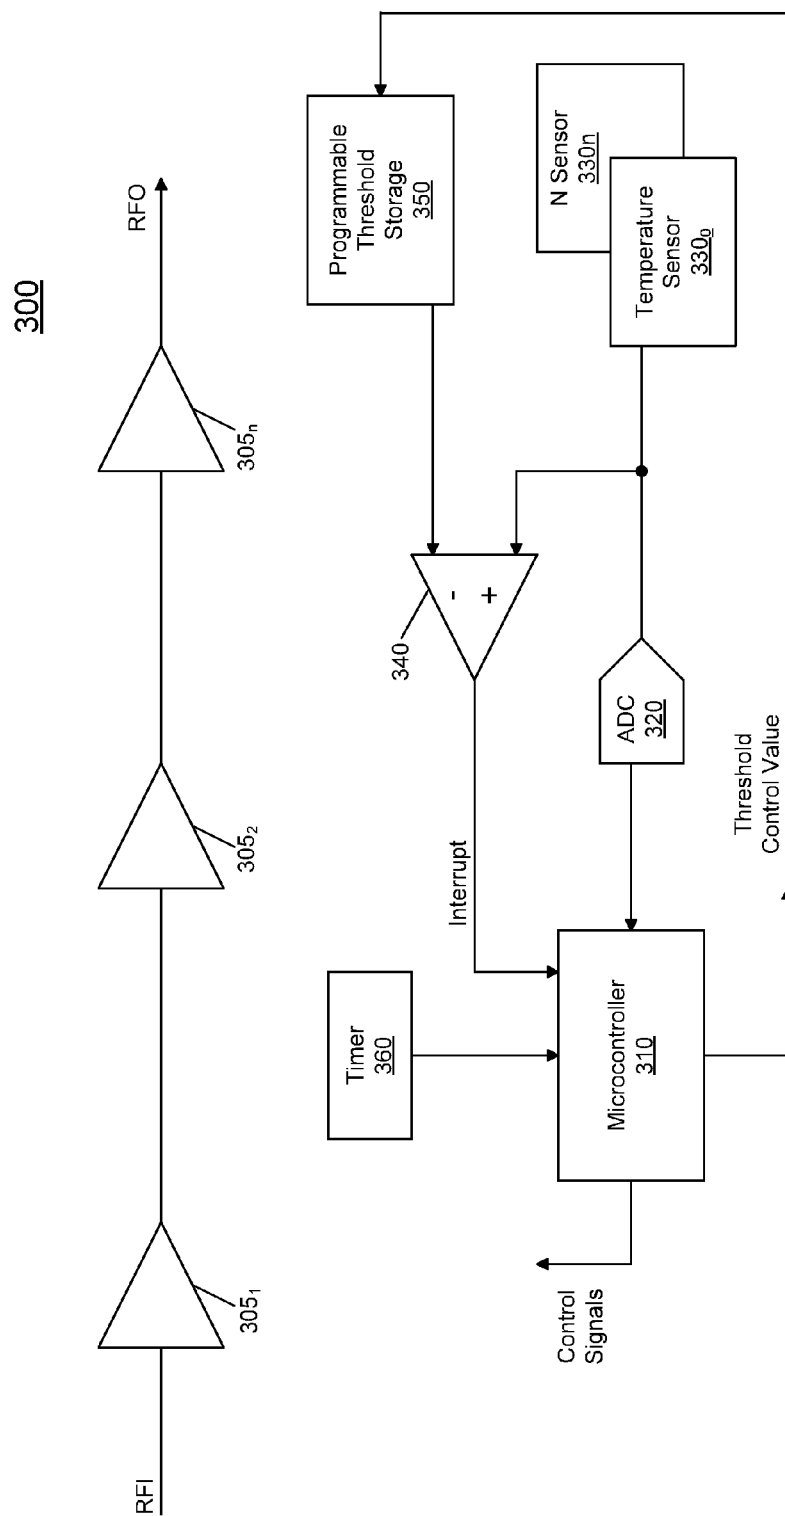 300
RFI
305₁
305₂
305ₙ
RFO
Control
Signals
Timer
360
Microcontroller
310
Interrupt
340
-
+
Programmable
Threshold
Storage
350
ADC
320
N Sensor
330n
Temperature
Sensor
330₀
Threshold
Control Value